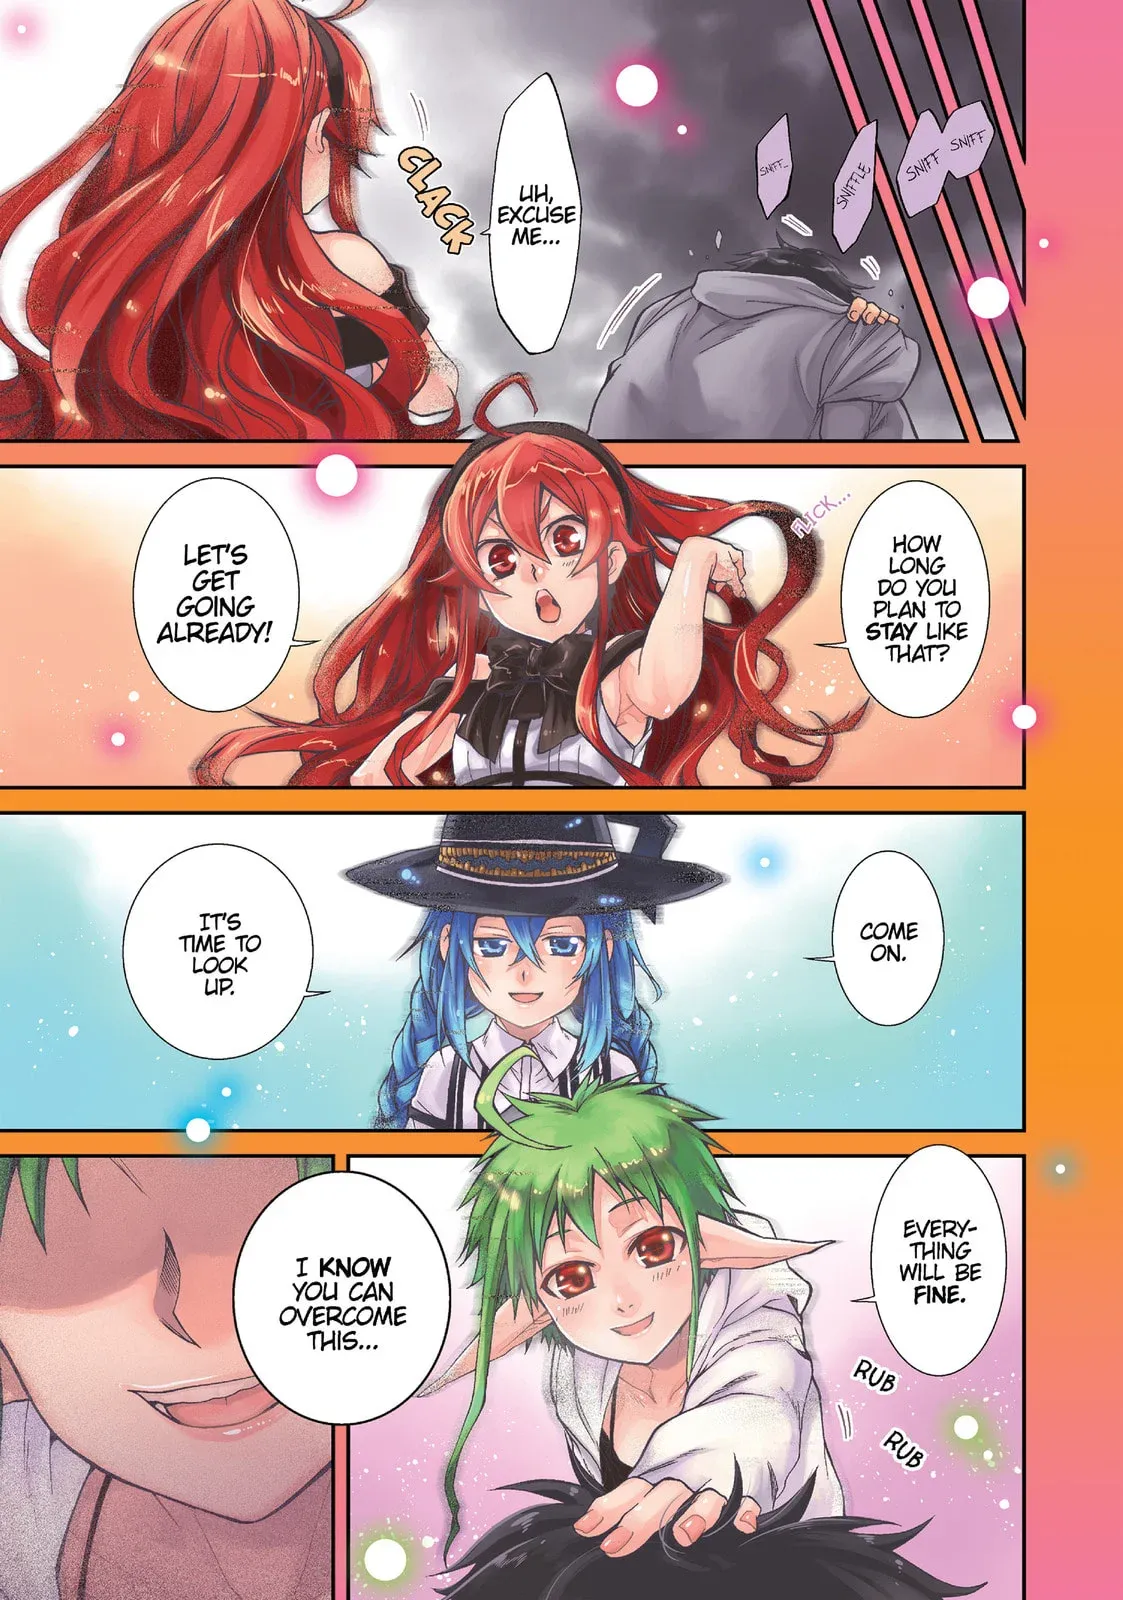 SNIFF
SNIFF
SNIFFLE
SNIFF...
UH,
EXCUSE
ME...
CLACK
HOW
LONG
DO YOU
PLAN TO
STAY LIKE
THAT?
FLICK...
LET'S
GET
GOING
ALREADY!
COME
ON.
IT'S
TIME TO
LOOK
UP.
EVERY-
THING
WILL BE
FINE.
RUB
RUB
I KNOW
YOU CAN
OVERCOME
THIS...